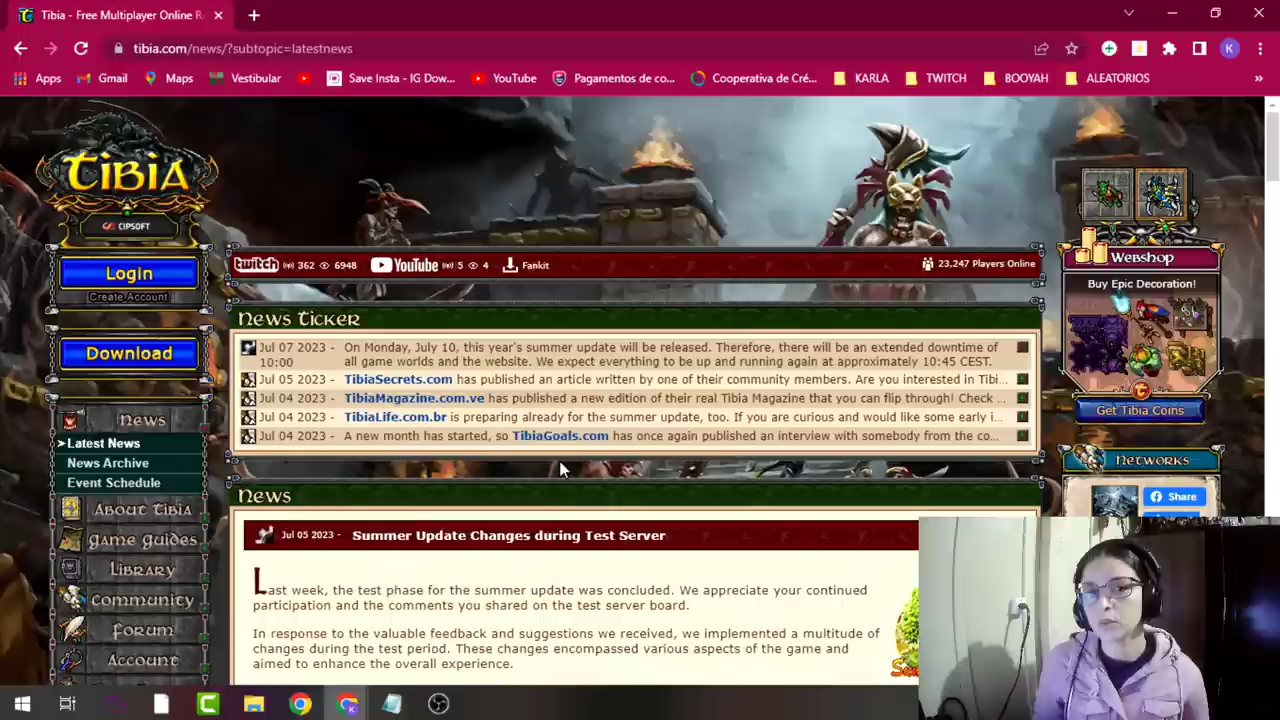 Tibia - Free Multiplayer Online R
tibia.com/news/?subtopic=latestnews
K
Apps
Gmail
Maps
Vestibular
Save Insta - IG Dow...
YouTube
Pagamentos de co...
Cooperativa de Cré...
KARLA
TWITCH
BOOYAH
ALEATORIOS
»
TIBIA
CIPSOFT
Login
Create Account
Download
News
Latest News
News Archive
Event Schedule
About Tibia
Game Guides
Library
Community
Forum
Account
twitch 362 6948 YouTube 5 4 Fankit
23,247 Players Online
News Ticker
Jul 07 2023 - On Monday, July 10, this year's summer update will be released. Therefore, there will be an extended downtime of
10:00 all game worlds and the website. We expect everything to be up and running again at approximately 10:45 CEST.
Jul 05 2023 - TibiaSecrets.com has published an article written by one of their community members. Are you interested in Tibi...
Jul 04 2023 - TibiaMagazine.com.ve has published a new edition of their real Tibia Magazine that you can flip through! Check ...
Jul 04 2023 - TibiaLife.com.br is preparing already for the summer update, too. If you are curious and would like some early i...
Jul 04 2023 - A new month has started, so TibiaGoals.com has once again published an interview with somebody from the co...
News
Jul 05 2023 - Summer Update Changes during Test Server
Last week, the test phase for the summer update was concluded. We appreciate your continued
participation and the comments you shared on the test server board.
In response to the valuable feedback and suggestions we received, we implemented a multitude of
changes during the test period. These changes encompassed various aspects of the game and
aimed to enhance the overall experience.
Webshop
Buy Epic Decoration!
Get Tibia Coins
Networks
Share